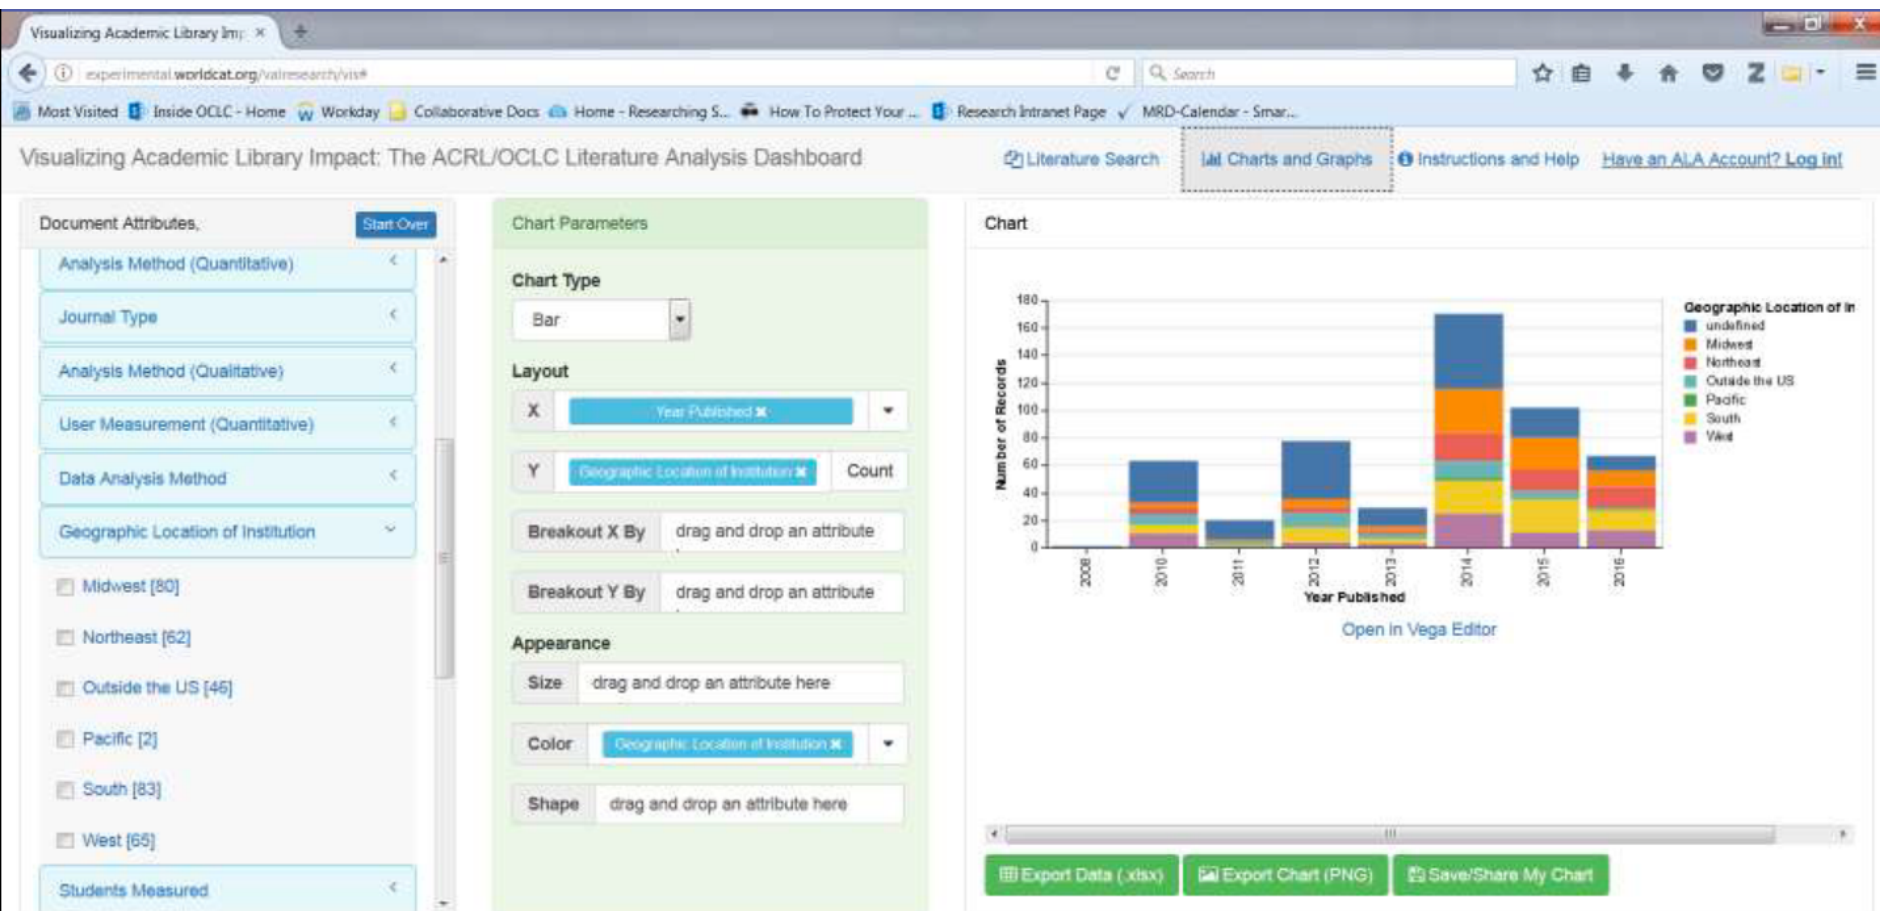 Visualizing Academic Library Imp ×
experimental.worldcat.org/valresearch/vis#
Search
Most Visited Inside OCLC - Home Workday Collaborative Docs Home - Researching S... How To Protect Your ... Research Intranet Page MRD-Calendar - Smar...
Visualizing Academic Library Impact: The ACRL/OCLC Literature Analysis Dashboard
Literature Search Charts and Graphs Instructions and Help Have an ALA Account? Log in!
Document Attributes,
Start Over
Analysis Method (Quantitative)
Journal Type
Analysis Method (Qualitative)
User Measurement (Quantitative)
Data Analysis Method
Geographic Location of Institution
Midwest [80]
Northeast [62]
Outside the US [46]
Pacific [2]
South [83]
West [65]
Students Measured
Chart Parameters
Chart Type
Bar
Layout
X Year Published ×
Y Geographic Location of Institution × Count
Breakout X By drag and drop an attribute
Breakout Y By drag and drop an attribute
Appearance
Size drag and drop an attribute here
Color Geographic Location of Institution ×
Shape drag and drop an attribute here
Chart
180
160
140
120
100
80
60
40
20
0
Number of Records
2008 2010 2011 2012 2013 2014 2015 2016
Year Published
Geographic Location of In
undefined
Midwest
Northeast
Outside the US
Pacific
South
West
Open in Vega Editor
Export Data (.xlsx) Export Chart (PNG) Save/Share My Chart